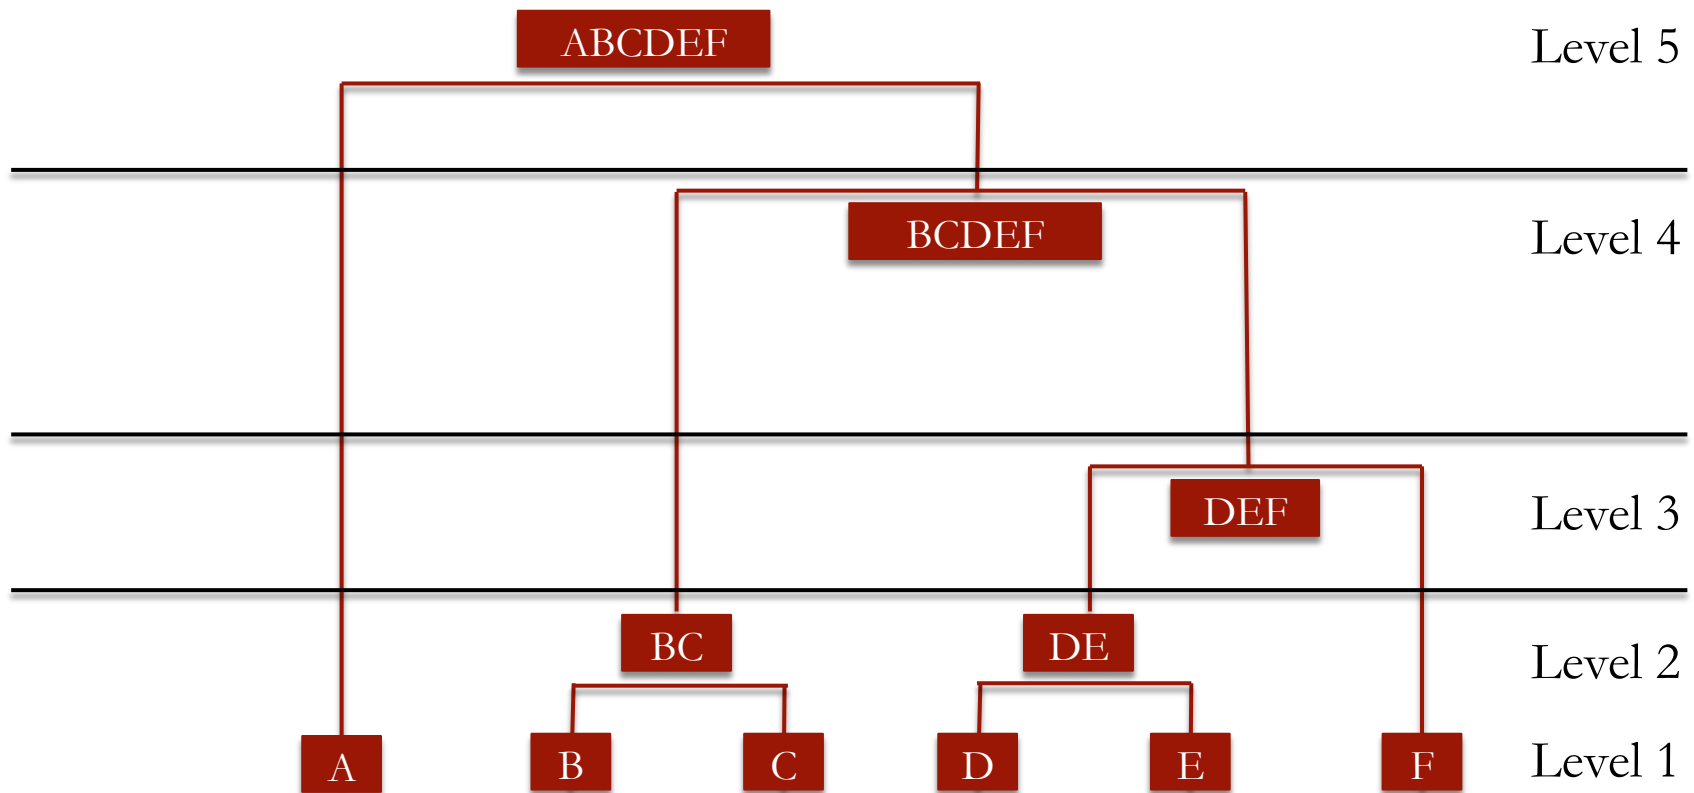 ABCDEF
Level 5
BCDEF
Level 4
DEF
Level 3
BC
DE
Level 2
A
B
C
D
E
F
Level 1